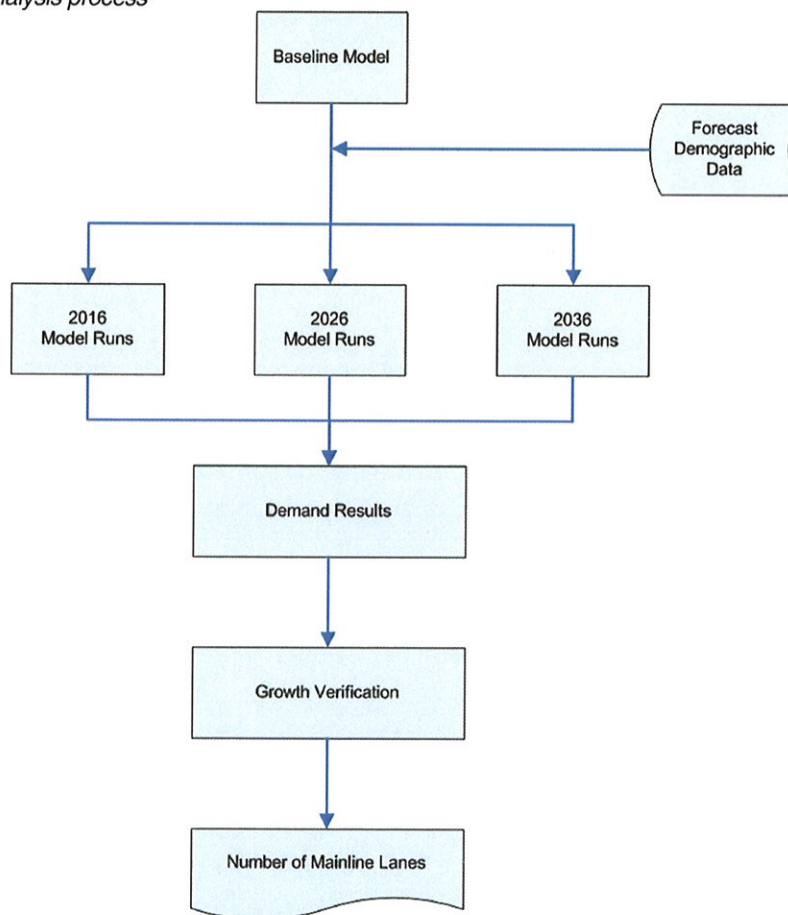 analysis process
Baseline Model
Forecast
Demographic
Data
2016
Model Runs
2026
Model Runs
2036
Model Runs
Demand Results
Growth Verification
Number of Mainline Lanes